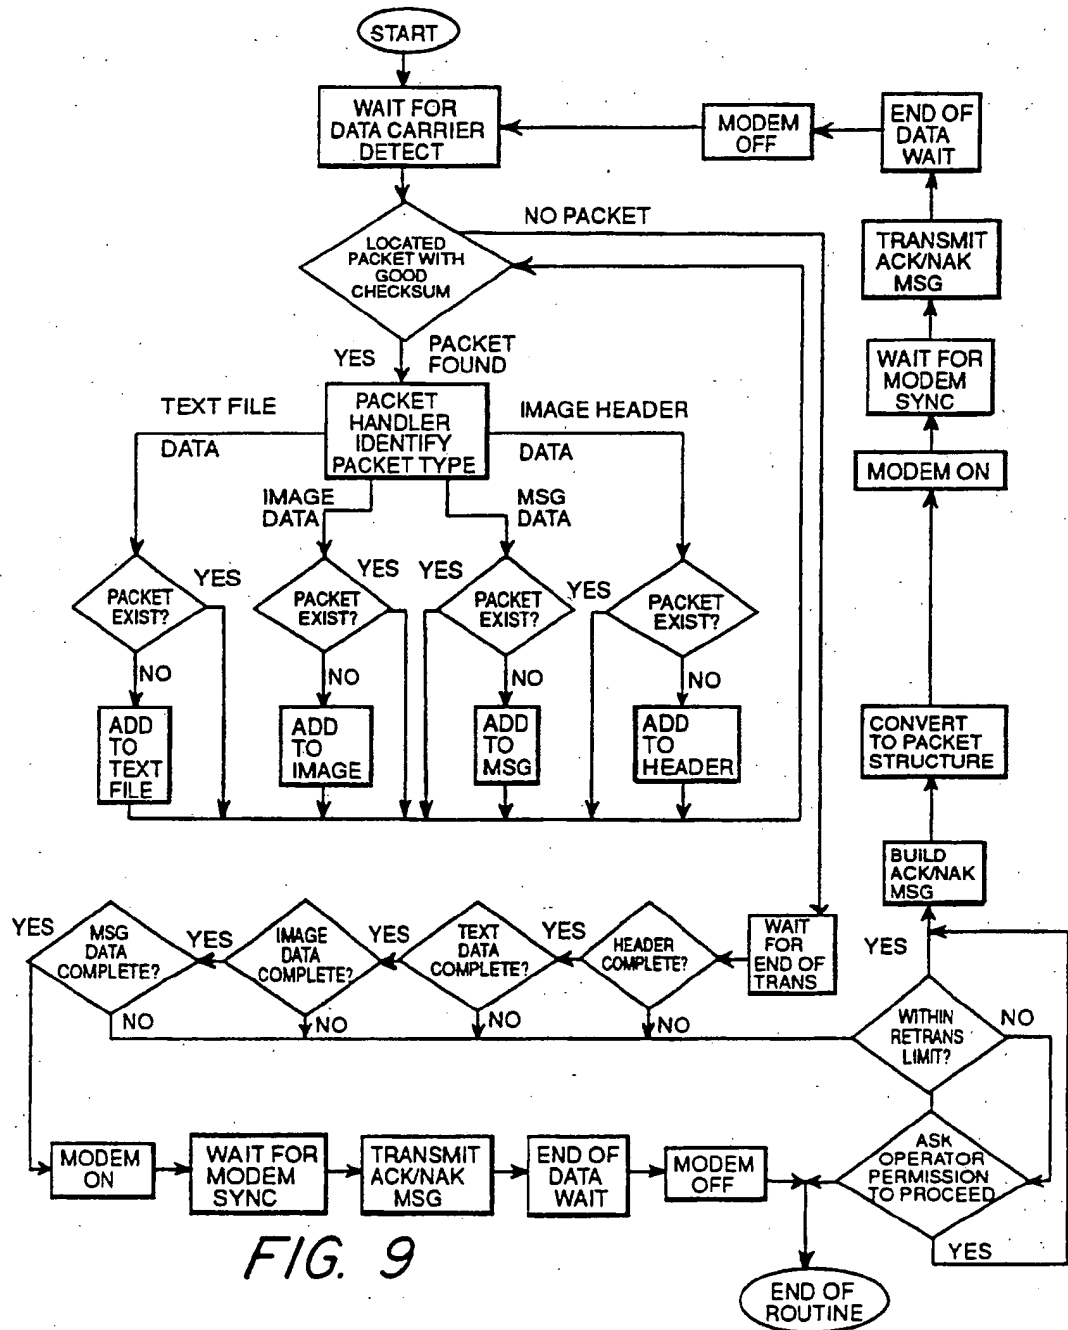 START
WAIT FOR
DATA CARRIER
DETECT
MODEM
OFF
END OF
DATA
WAIT
NO PACKET
LOCATED
PACKET WITH
GOOD
CHECKSUM
TRANSMIT
ACK/NAK
MSG
YES
PACKET
FOUND
WAIT FOR
MODEM
SYNC
TEXT FILE
DATA
PACKET
HANDLER
IDENTIFY
PACKET TYPE
IMAGE HEADER
DATA
MODEM ON
IMAGE
DATA
MSG
DATA
PACKET
EXIST?
YES
PACKET
EXIST?
YES
YES
PACKET
EXIST?
YES
PACKET
EXIST?
NO
NO
NO
NO
ADD
TO
TEXT
FILE
ADD
TO
IMAGE
ADD
TO
MSG
ADD
TO
HEADER
CONVERT
TO PACKET
STRUCTURE
BUILD
ACK/NAK
MSG
YES
MSG
DATA
COMPLETE?
YES
IMAGE
DATA
COMPLETE?
YES
TEXT
DATA
COMPLETE?
YES
HEADER
COMPLETE?
WAIT
FOR
END OF
TRANS
YES
NO
NO
NO
NO
WITHIN
RETRANS
LIMIT?
NO
MODEM
ON
WAIT FOR
MODEM
SYNC
TRANSMIT
ACK/NAK
MSG
END OF
DATA
WAIT
MODEM
OFF
ASK
OPERATOR
PERMISSION
TO PROCEED
YES
FIG. 9
END OF
ROUTINE